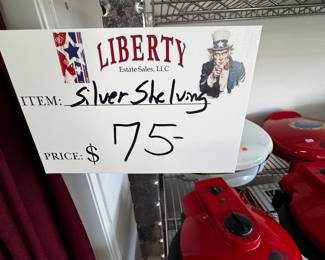 LIBERTY
Estate Sales, LLC
ITEM: Silver Shelving
PRICE: $ 75-